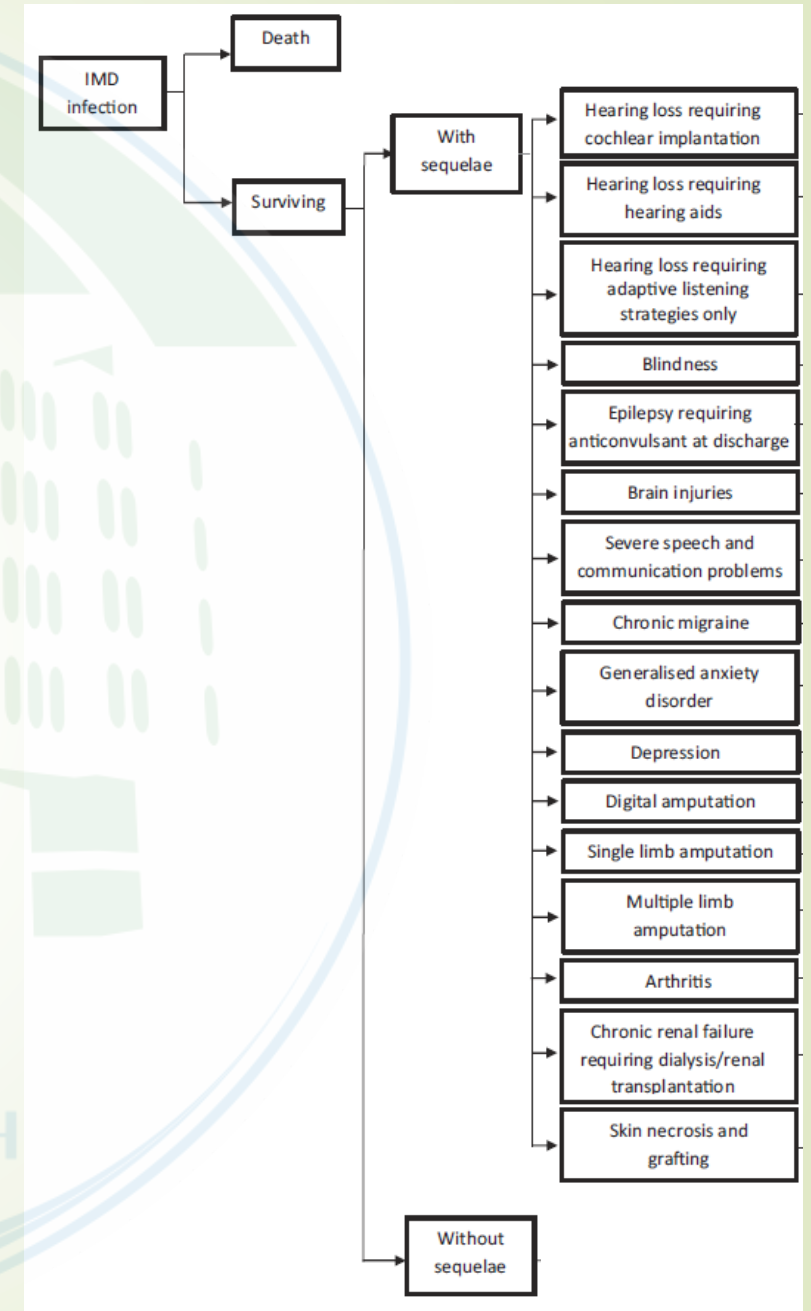 Death
IMD
infection
Surviving
With
sequelae
Hearing loss requiring
cochlear implantation
Hearing loss requiring
hearing aids
Hearing loss requiring
adaptive listening
strategies only
Blindness
Epilepsy requiring
anticonvulsant at discharge
Brain injuries
Severe speech and
communication problems
Chronic migraine
Generalised anxiety
disorder
Depression
Digital amputation
Single limb amputation
Multiple limb
amputation
Arthritis
Chronic renal failure
requiring dialysis/renal
transplantation
Skin necrosis and
grafting
Without
sequelae
H